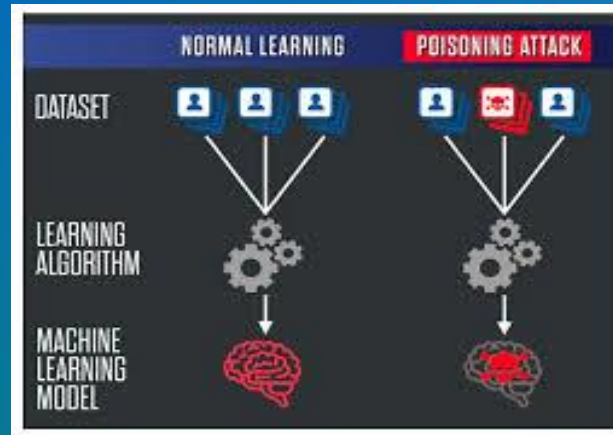 NORMAL LEARNING
POISONING ATTACK
DATASET
LEARNING
ALGORITHM
MACHINE
LEARNING
MODEL